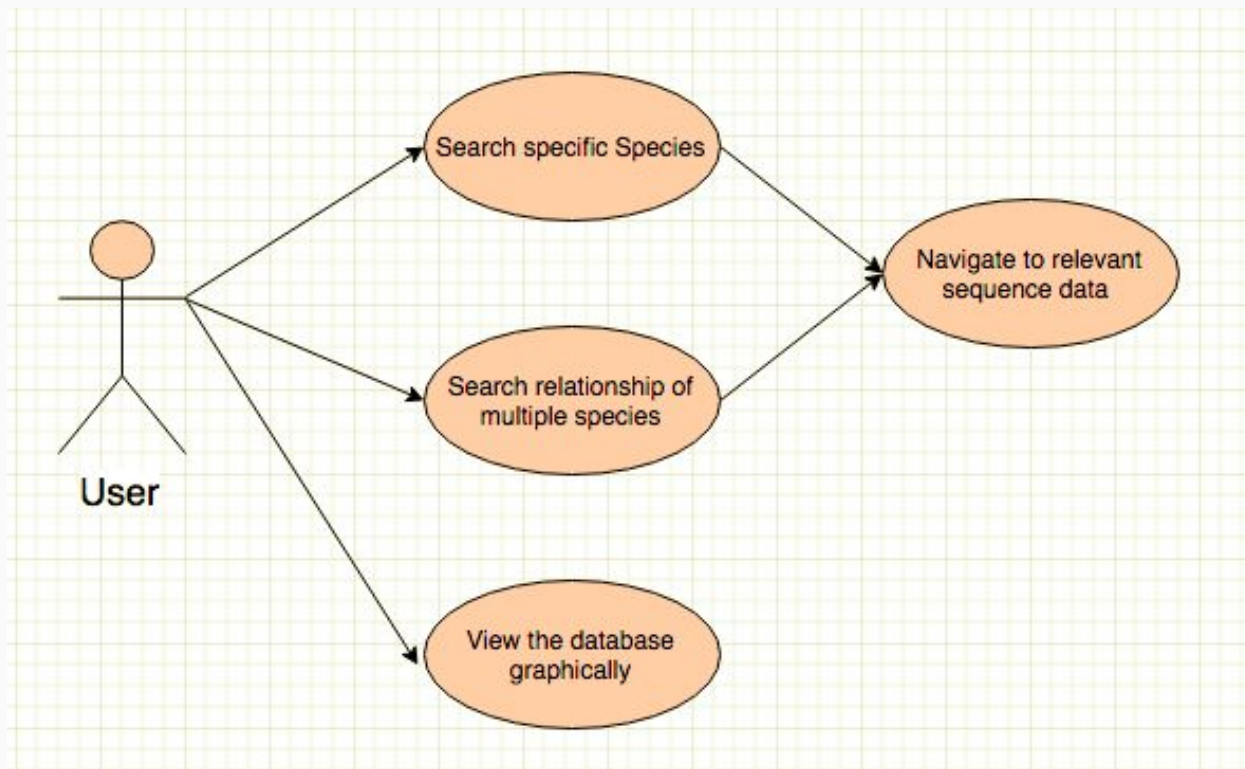 Search specific Species
Navigate to relevant
sequence data
Search relationship of
multiple species
User
View the database
graphically